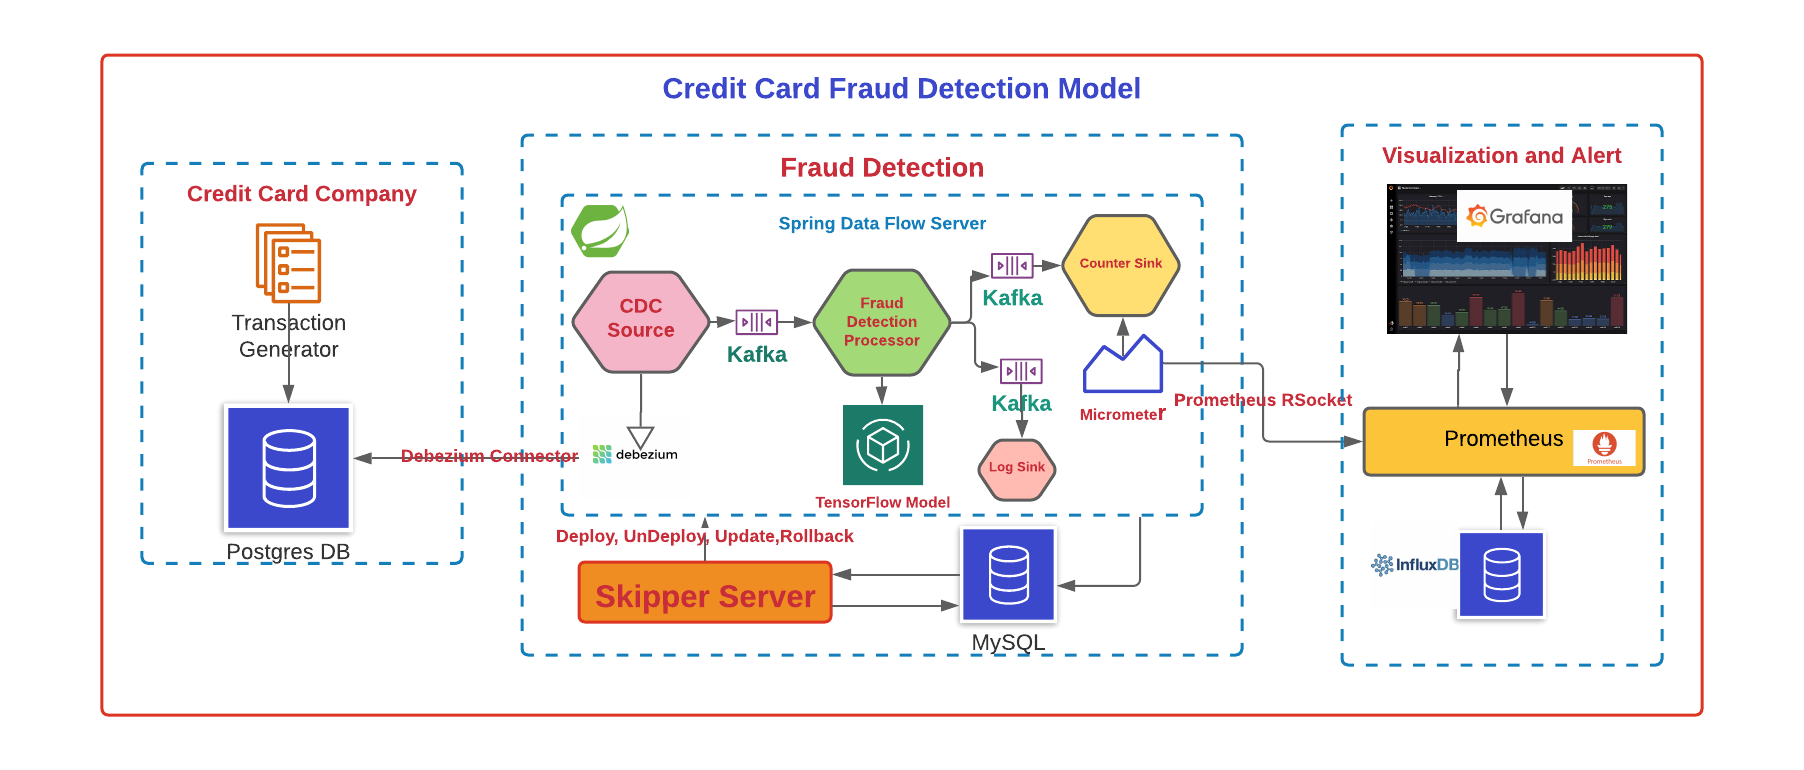 Credit Card Fraud Detection Model
Credit Card Company
Transaction
Generator
Postgres DB
Debezium Connector
Fraud Detection
Spring Data Flow Server
CDC
Source
Kafka
Fraud
Detection
Processor
Kafka
Counter Sink
Kafka
Log Sink
debezium
TensorFlow Model
Micrometer
Prometheus RSocket
Deploy, UnDeploy, Update,Rollback
Skipper Server
MySQL
Visualization and Alert
Grafana
Prometheus
Prometheus
InfluxDB